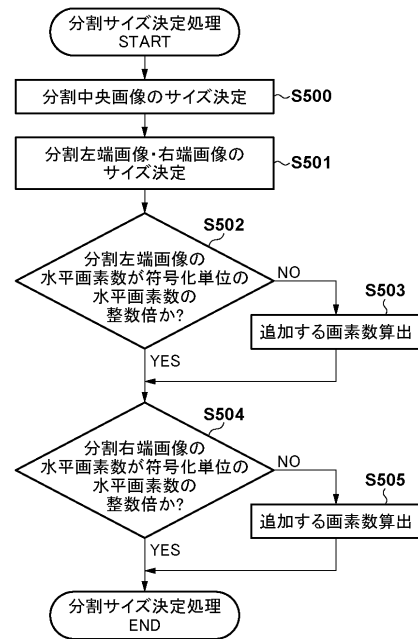 分割サイズ決定処理
START
分割中央画像のサイズ決定
S500
分割左端画像・右端画像の
サイズ決定
S501
S502
分割左端画像の
水平画素数が符号化単位の
水平画素数の
整数倍か?
NO
S503
追加する画素数算出
YES
S504
分割右端画像の
水平画素数が符号化単位の
水平画素数の
整数倍か?
NO
S505
追加する画素数算出
YES
分割サイズ決定処理
END